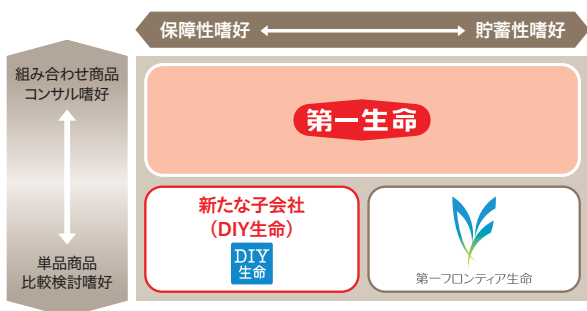 保障性嗜好
貯蓄性嗜好
組み合わせ商品
コンサル嗜好
第一生命
新たな子会社
（DIY生命）
DIY
生命
第一フロンティア生命
単品商品
比較検討嗜好